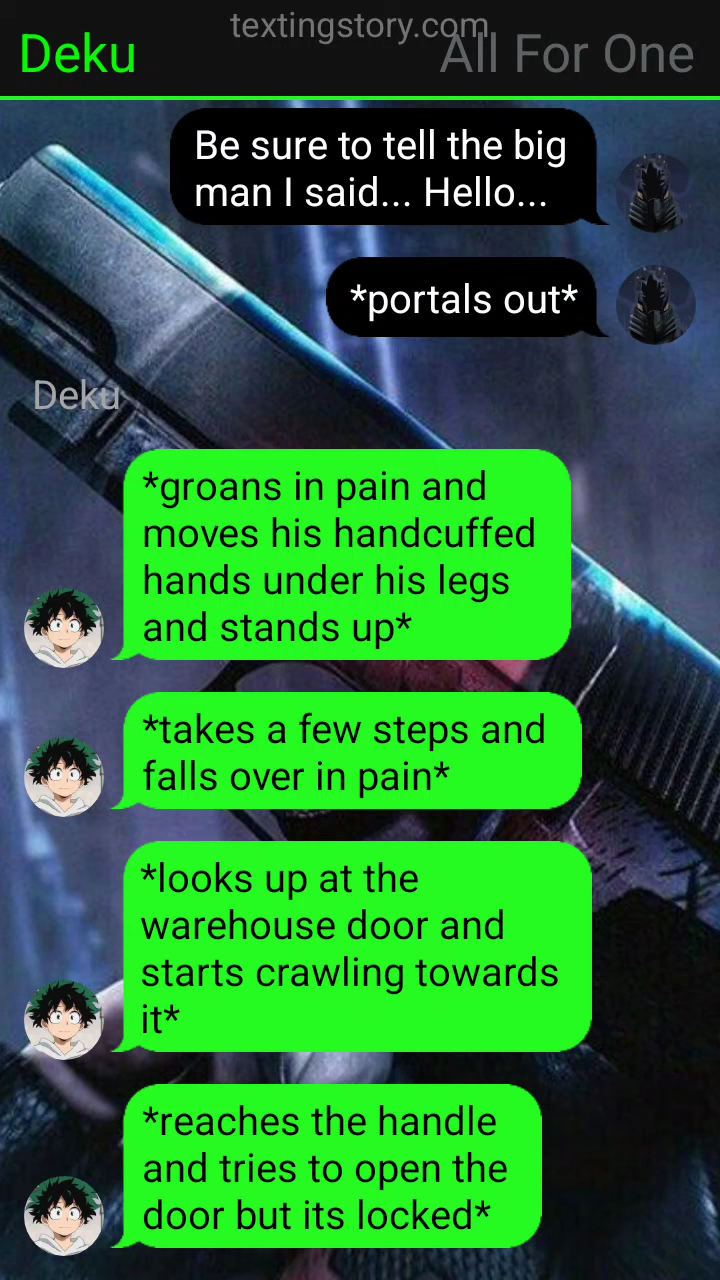 textingstory.com
Deku
All For One
Be sure to tell the big
man I said... Hello...
*portals out*
Deku
*groans in pain and
moves his handcuffed
hands under his legs
and stands up*
*takes a few steps and
falls over in pain*
*looks up at the
warehouse door and
starts crawling towards
it*
*reaches the handle
and tries to open the
door but its locked*